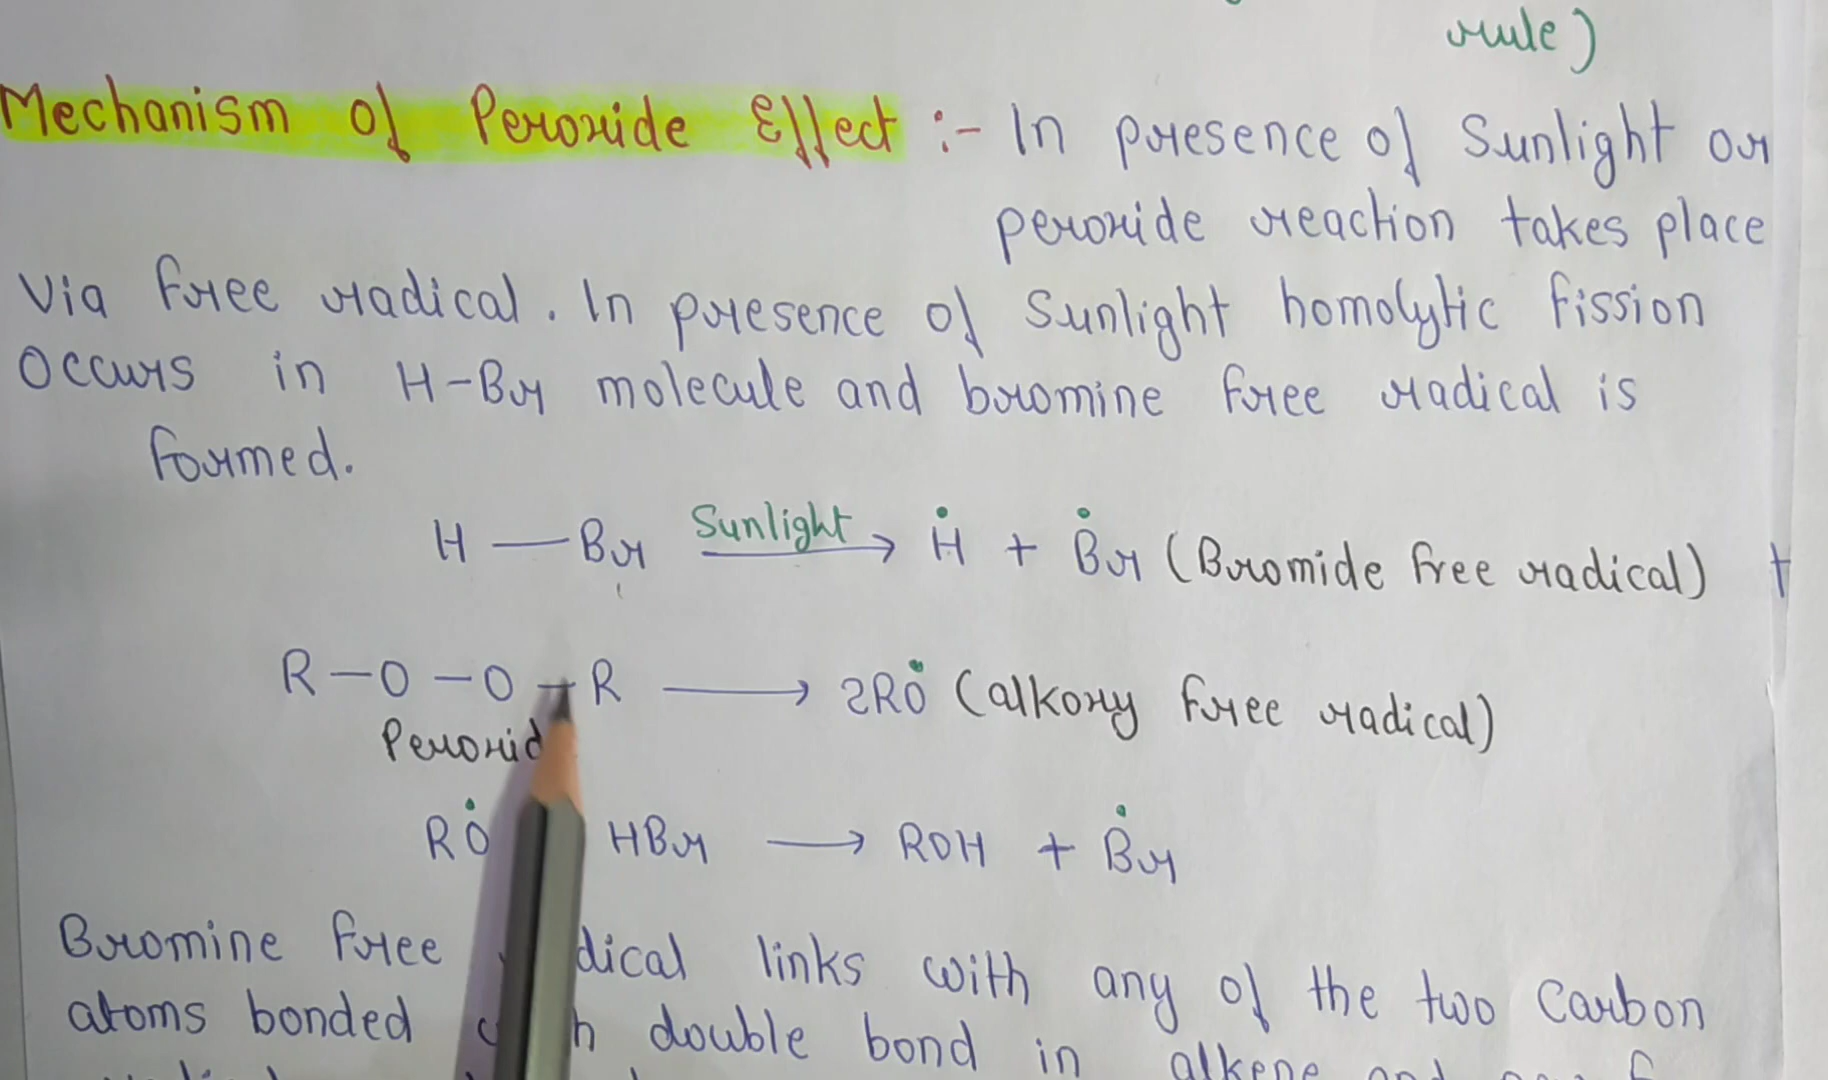 rule)
Mechanism of Peroxide Effect :- In presence of Sunlight or
peroxide reaction takes place
Via free radical. In presence of Sunlight homolytic fission
Occurs in H-Br molecule and bromine free radical is
formed.
H — Br Sunlight → Ḣ + Ḃr (Bromide free radical) +
R – O – O – R ⟶ 2RȮ (alkoxy free radical)
Peroxid
RȮ HBr ⟶ ROH + Ḃr
Bromine free dical links with any of the two Carbon
atoms bonded double bond in alkene and